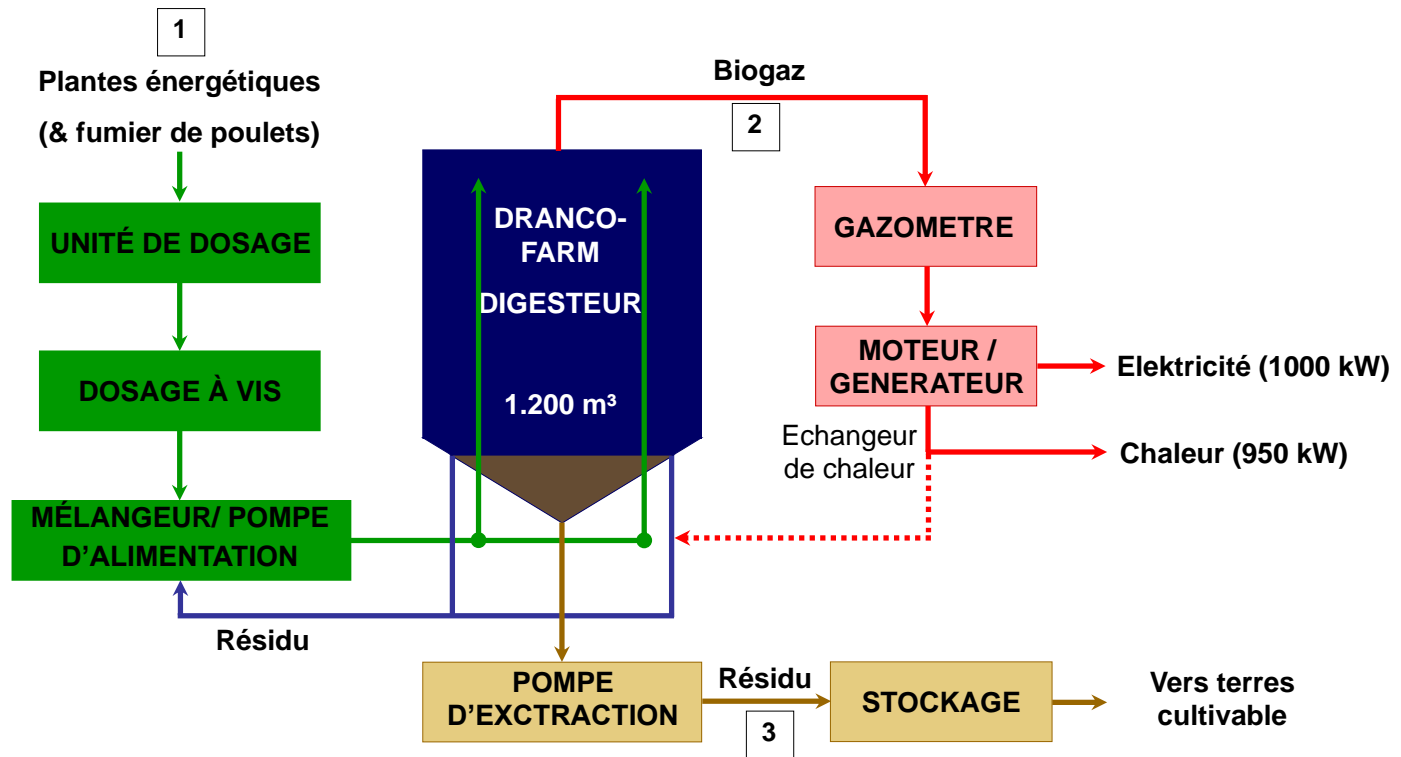 1
Plantes énergétiques
(& fumier de poulets)
UNITÉ DE DOSAGE
DOSAGE À VIS
MÉLANGEUR/ POMPE
D’ALIMENTATION
Résidu
DRANCO-
FARM
DIGESTEUR
1.200 m³
Biogaz
2
GAZOMETRE
MOTEUR /
GENERATEUR
Elektricité (1000 kW)
Echangeur
de chaleur
Chaleur (950 kW)
POMPE
D’EXCTRACTION
Résidu
3
STOCKAGE
Vers terres
cultivable